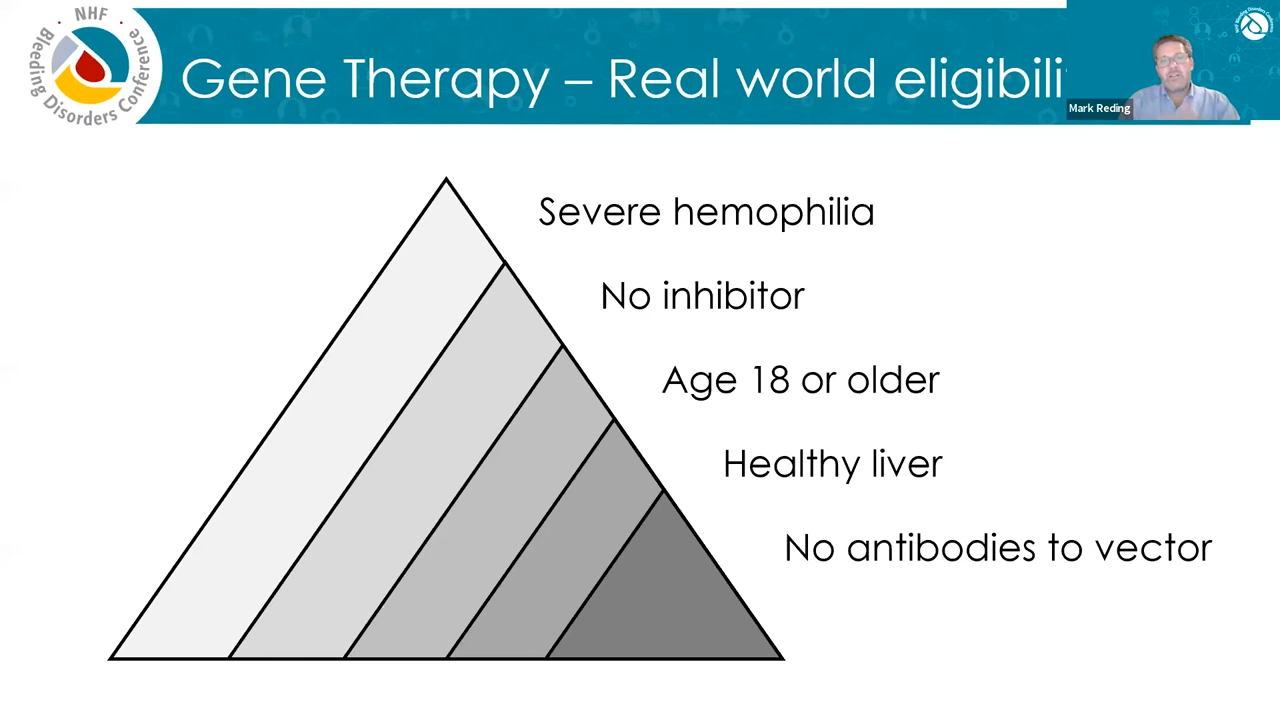 NHF
Bleeding Disorders Conference
Gene Therapy – Real world eligibili
Mark Reding
Severe hemophilia
No inhibitor
Age 18 or older
Healthy liver
No antibodies to vector